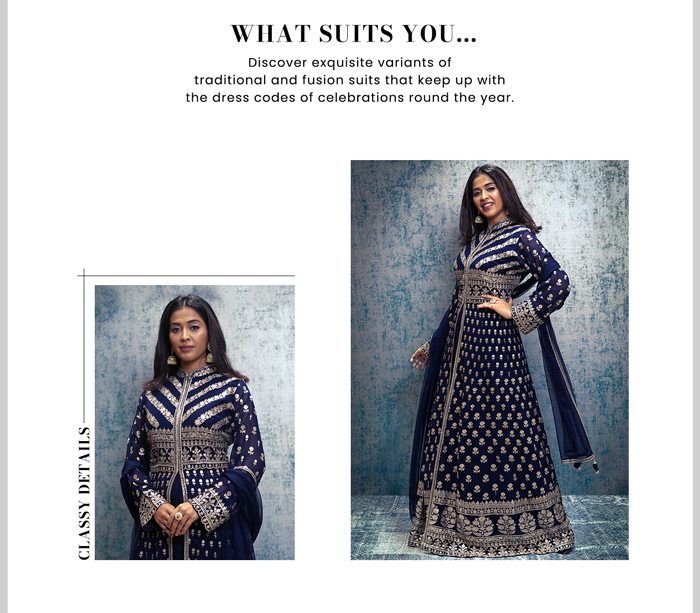 WHAT SUITS YOU...
Discover exquisite variants of
traditional and fusion suits that keep up with
the dress codes of celebrations round the year.
CLASSY DETAILS